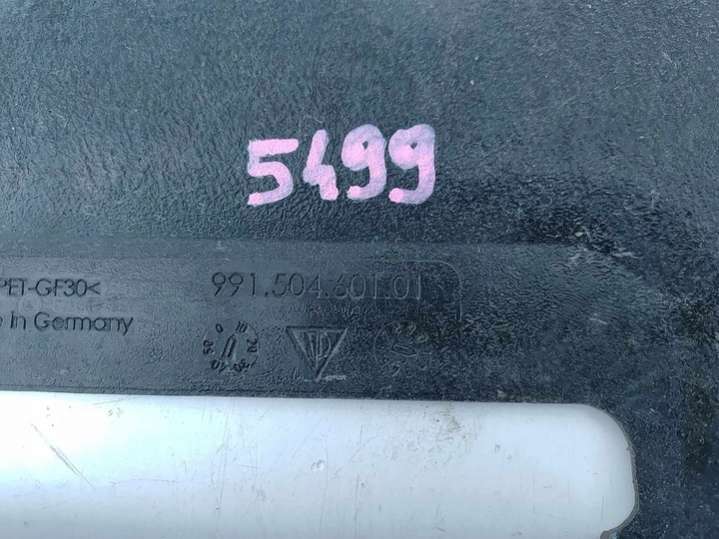 5499
PET-GF30<
991.504.601.01
e In Germany